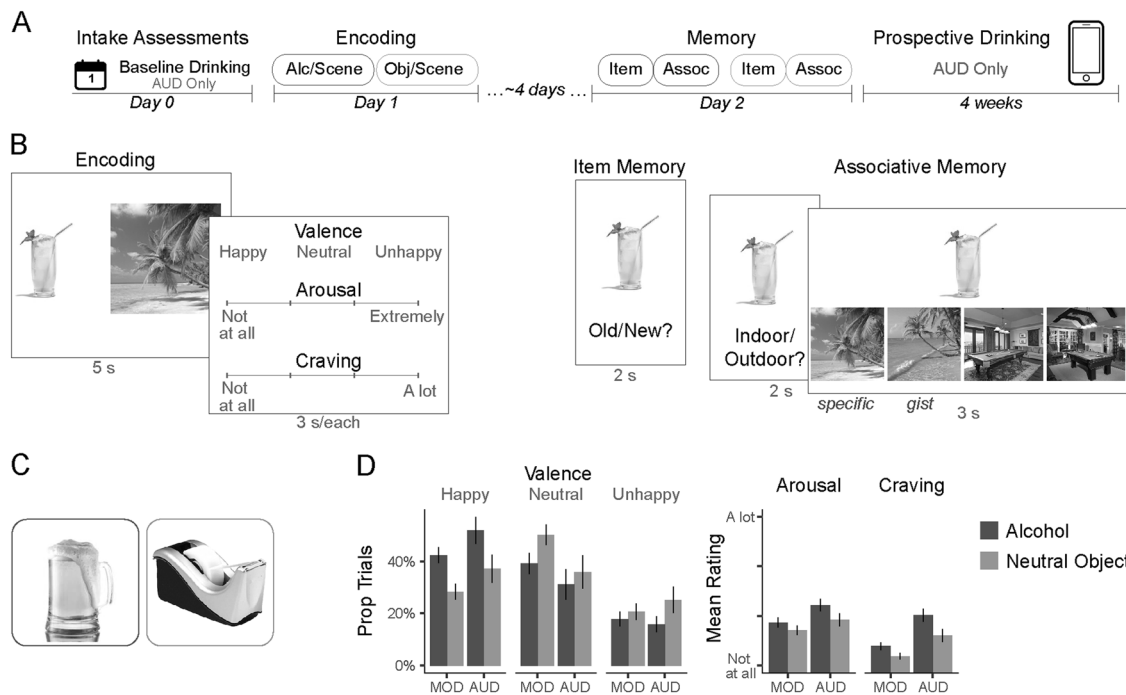 A
Intake Assessments
1
Baseline Drinking
AUD Only
Day 0
Encoding
Alc/Scene
Obj/Scene
Day 1
...~4 days ...
Memory
Item
Assoc
Item
Assoc
Day 2
Prospective Drinking
AUD Only
4 weeks
B
Encoding
5 s
Valence
Happy
Neutral
Unhappy
Arousal
Not
at all
Extremely
Craving
Not
at all
A lot
3 s/each
Item Memory
Old/New?
2 s
Associative Memory
Indoor/
Outdoor?
2 s
specific
gist
3 s
C
D
Valence
Happy
Neutral
Unhappy
Prop Trials
40%
20%
0%
MOD
AUD
MOD
AUD
MOD
AUD
Arousal
Craving
Mean Rating
A lot
Not
at all
MOD
AUD
MOD
AUD
Alcohol
Neutral Object